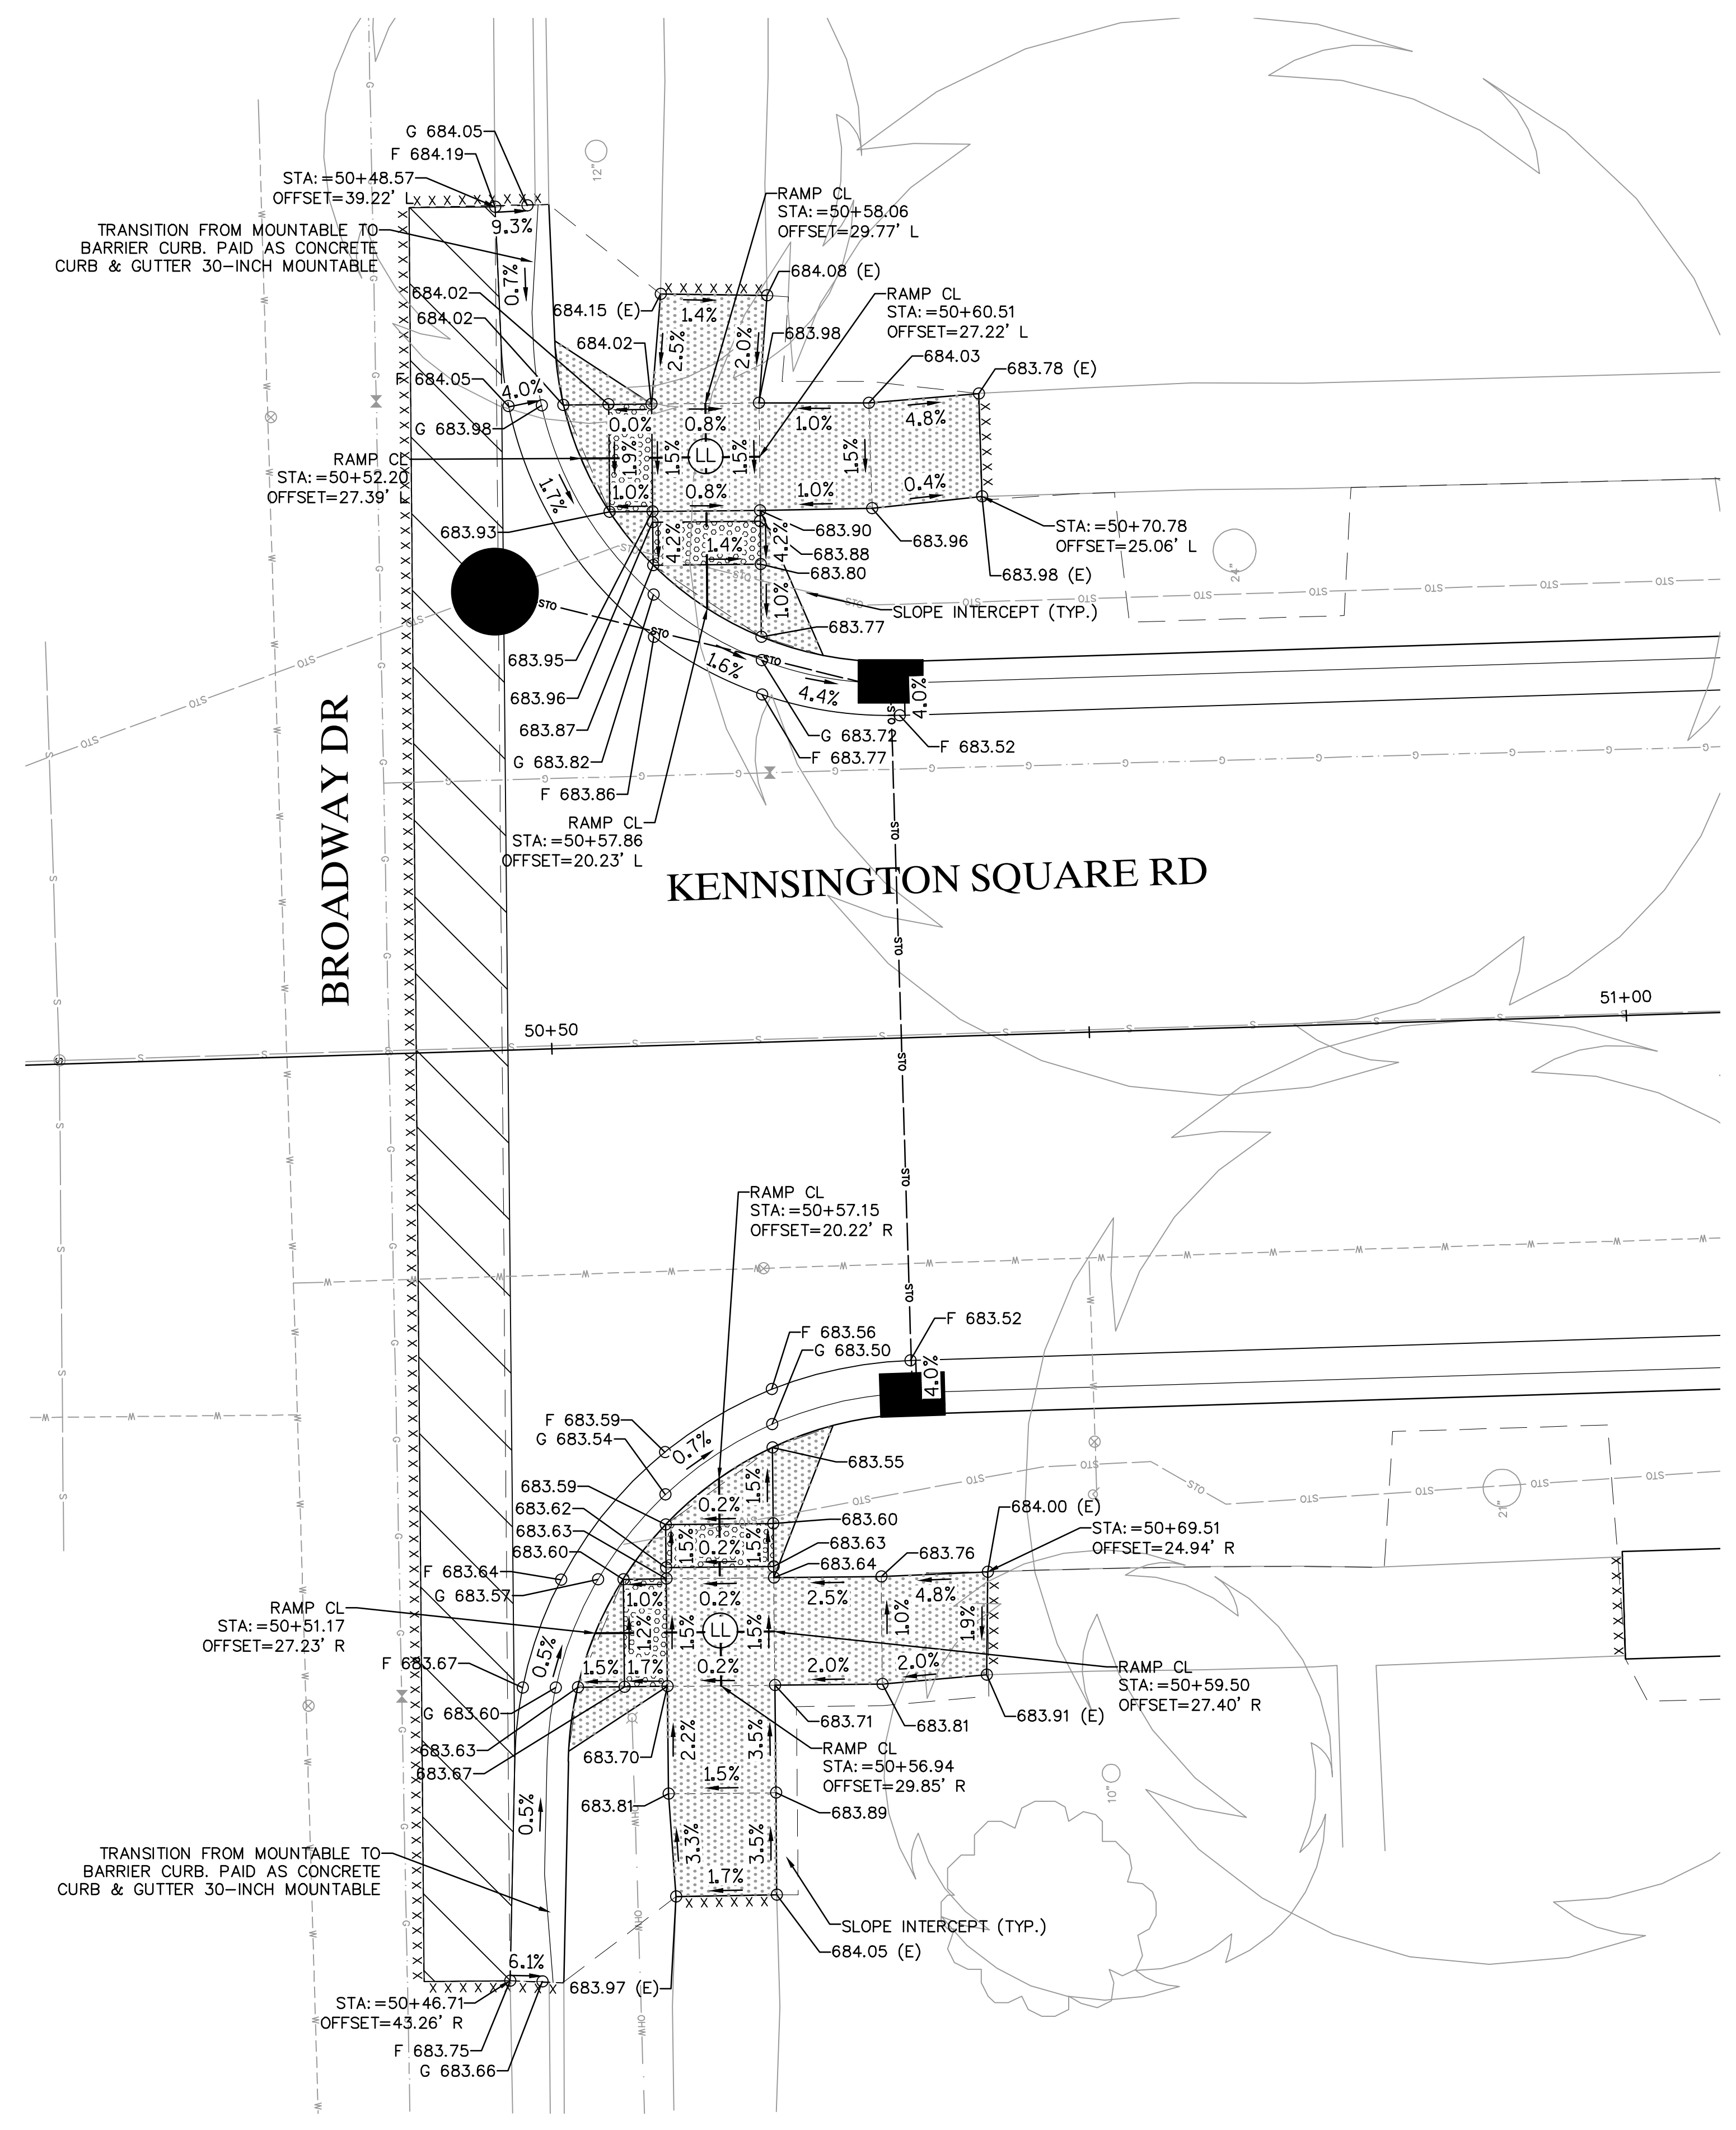 G 684.05
F 684.19
STA:=50+48.57
OFFSET=39.22' L
9.3%
TRANSITION FROM MOUNTABLE TO
BARRIER CURB. PAID AS CONCRETE
CURB & GUTTER 30-INCH MOUNTABLE
0.7%
12"
RAMP CL
STA:=50+58.06
OFFSET=29.77' L
684.08 (E)
RAMP CL
STA:=50+60.51
OFFSET=27.22' L
684.02
684.02
684.15 (E)
1.4%
684.02
2.5%
2.0%
683.98
684.03
683.78 (E)
F 684.05
4.0%
G 683.98
0.0%
0.8%
1.0%
4.8%
RAMP CL
STA:=50+52.20
OFFSET=27.39' L
1.9%
1.5%
LL
1.5%
1.5%
1.7%
1.0%
0.8%
1.0%
0.4%
683.93
4.2%
1.4%
4.2%
683.90
683.88
683.80
683.96
STA:=50+70.78
OFFSET=25.06' L
683.98 (E)
24"
1.0%
SLOPE INTERCEPT (TYP.)
683.77
683.95
683.96
683.87
G 683.82
F 683.86
1.6%
4.4%
4.0%
G 683.72
F 683.77
F 683.52
RAMP CL
STA:=50+57.86
OFFSET=20.23' L
BROADWAY DR
KENNSINGTON SQUARE RD
50+50
51+00
RAMP CL
STA:=50+57.15
OFFSET=20.22' R
F 683.56
G 683.50
F 683.52
4.0%
F 683.59
G 683.54
0.7%
683.55
683.59
683.62
683.63
683.60
0.2%
1.5%
683.60
1.5%
0.2%
1.5%
683.63
683.64
683.76
684.00 (E)
STA:=50+69.51
OFFSET=24.94' R
21"
F 683.64
G 683.57
1.0%
0.2%
2.5%
4.8%
RAMP CL
STA:=50+51.17
OFFSET=27.23' R
1.2%
1.5%
LL
1.5%
1.0%
1.9%
F 683.67
0.5%
1.5%
1.7%
0.2%
2.0%
2.0%
RAMP CL
STA:=50+59.50
OFFSET=27.40' R
G 683.60
683.63
683.67
683.70
683.71
683.81
683.91 (E)
2.2%
3.5%
RAMP CL
STA:=50+56.94
OFFSET=29.85' R
1.5%
683.81
683.89
10"
0.5%
3.3%
3.5%
TRANSITION FROM MOUNTABLE TO
BARRIER CURB. PAID AS CONCRETE
CURB & GUTTER 30-INCH MOUNTABLE
1.7%
SLOPE INTERCEPT (TYP.)
684.05 (E)
6.1%
683.97 (E)
STA:=50+46.71
OFFSET=43.26' R
F 683.75
G 683.66